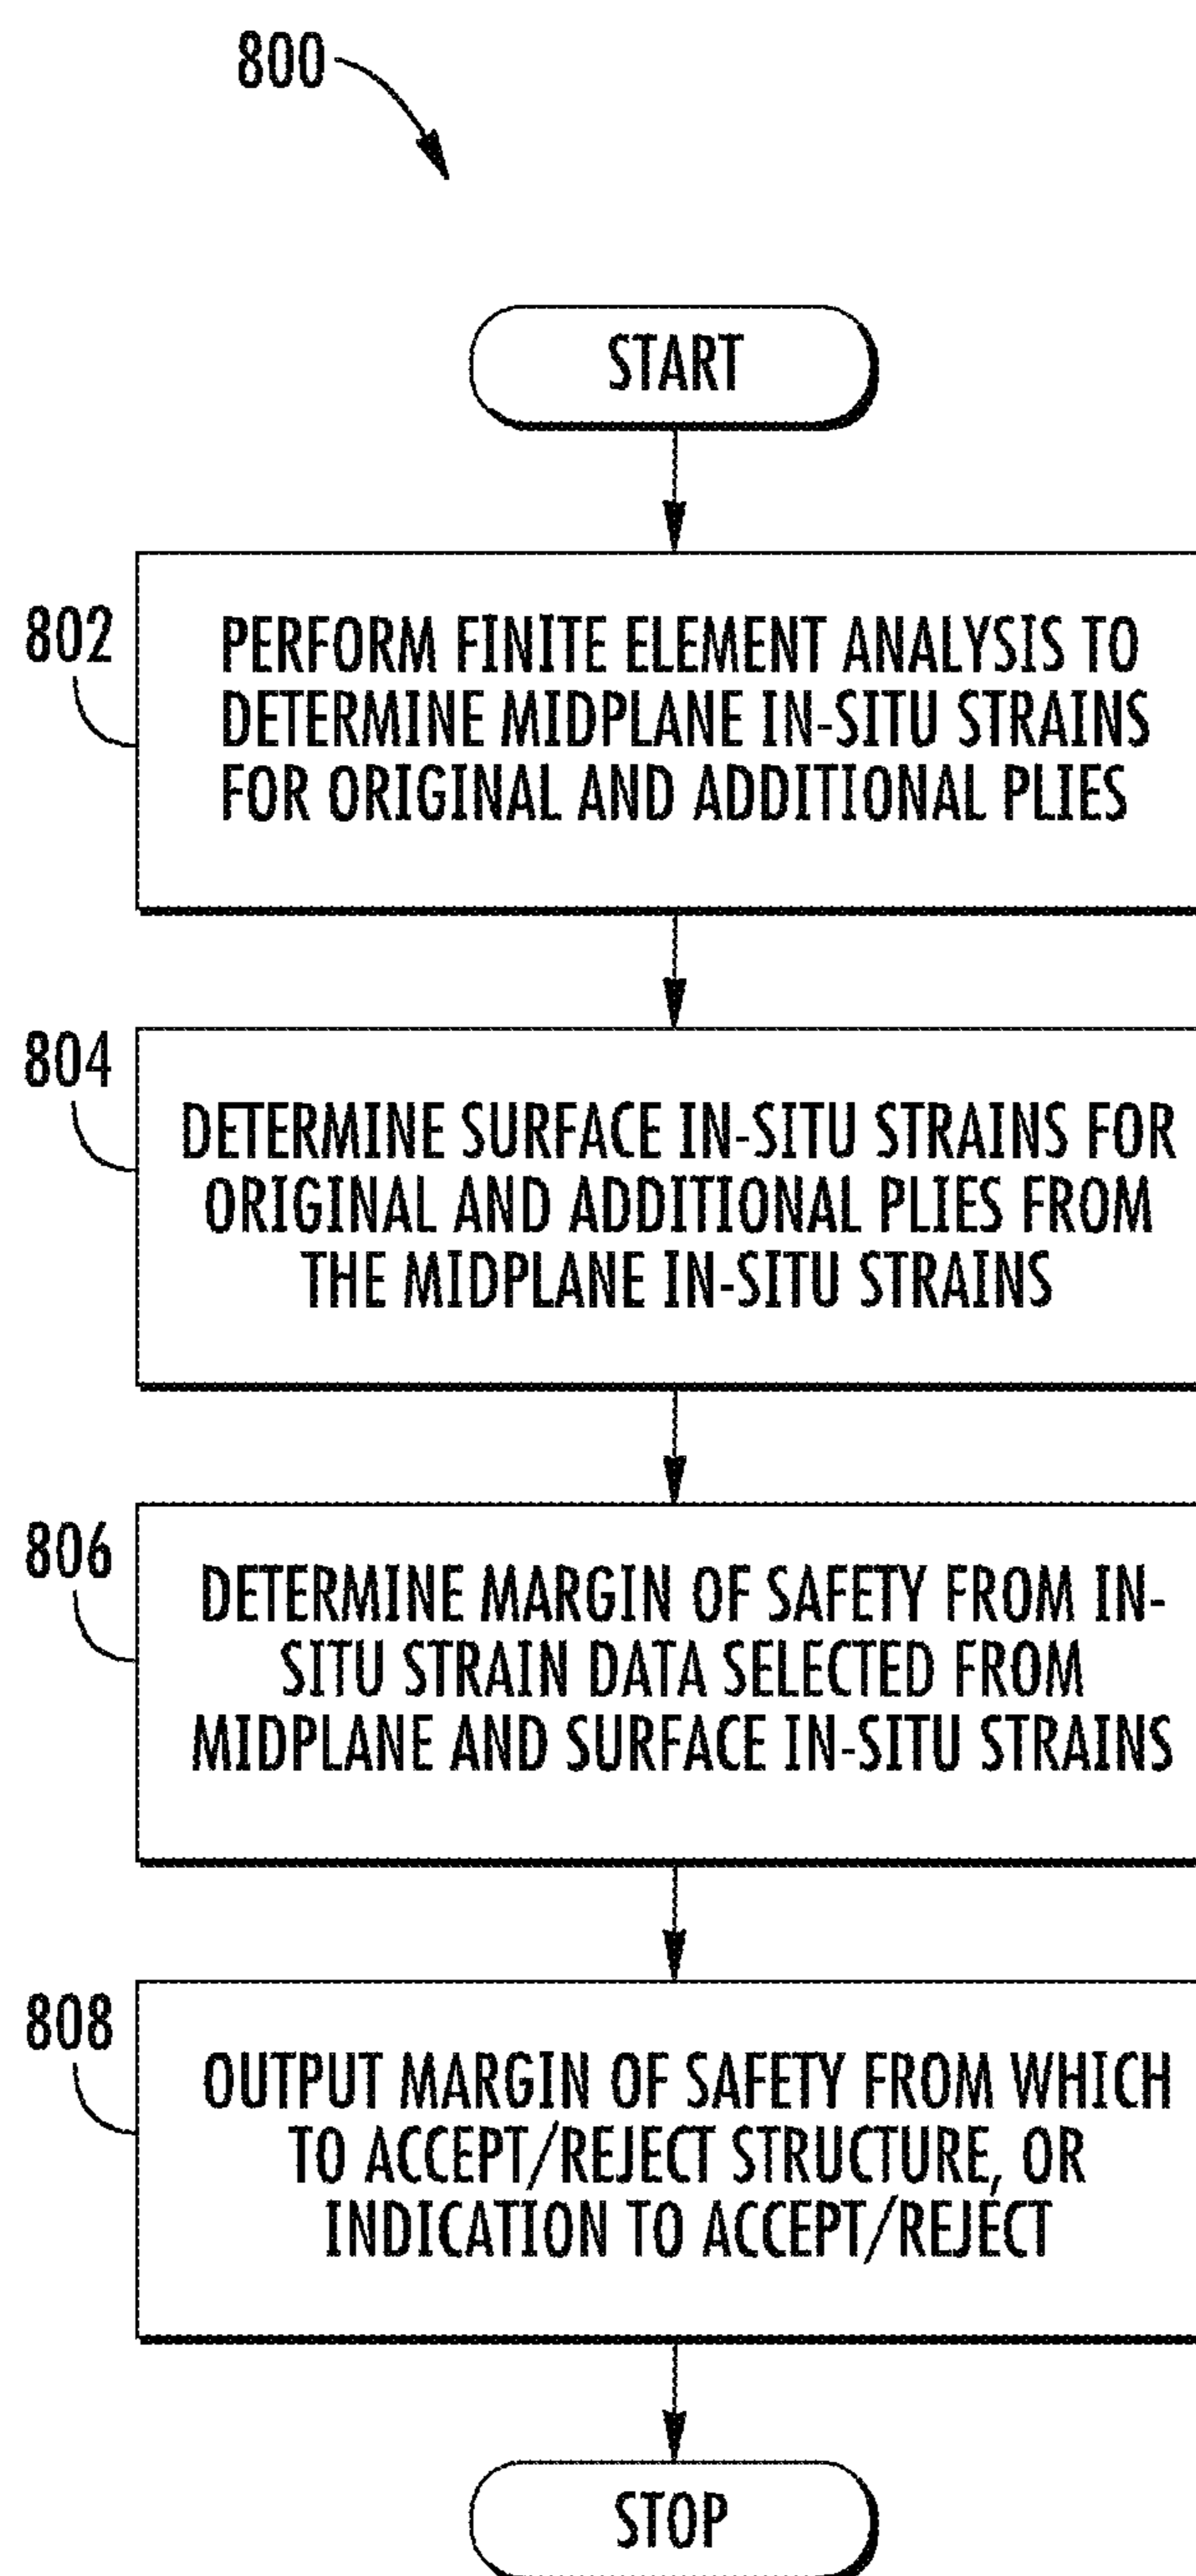 800
START
802
PERFORM FINITE ELEMENT ANALYSIS TO
DETERMINE MIDPLANE IN-SITU STRAINS
FOR ORIGINAL AND ADDITIONAL PLIES
804
DETERMINE SURFACE IN-SITU STRAINS FOR
ORIGINAL AND ADDITIONAL PLIES FROM
THE MIDPLANE IN-SITU STRAINS
806
DETERMINE MARGIN OF SAFETY FROM IN-
SITU STRAIN DATA SELECTED FROM
MIDPLANE AND SURFACE IN-SITU STRAINS
808
OUTPUT MARGIN OF SAFETY FROM WHICH
TO ACCEPT/REJECT STRUCTURE, OR
INDICATION TO ACCEPT/REJECT
STOP